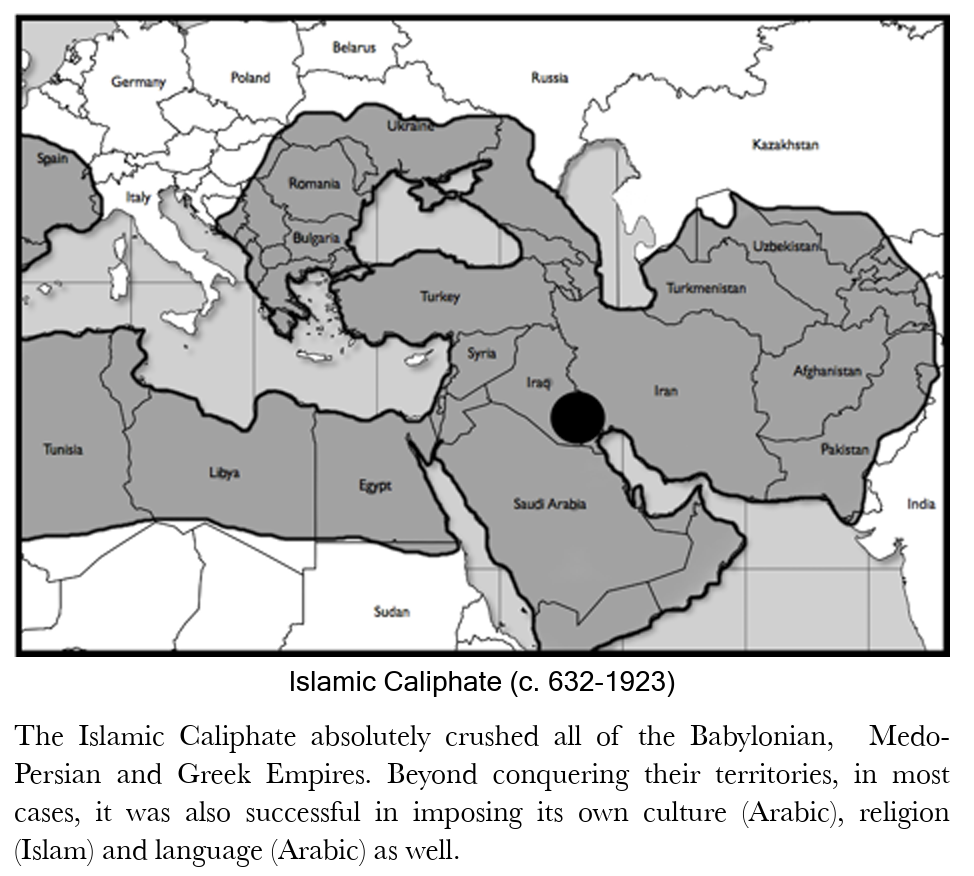 Belarus
Germany
Poland
Russia
Ukraine
Kazakhstan
Spain
Romania
Italy
Bulgaria
Uzbekistan
Turkey
Turkmenistan
Syria
Iraq
Iran
Afghanistan
Tunisia
Libya
Egypt
Saudi Arabia
Pakistan
India
Sudan
Islamic Caliphate (c. 632-1923)
The Islamic Caliphate absolutely crushed all of the Babylonian, Medo-
Persian and Greek Empires. Beyond conquering their territories, in most
cases, it was also successful in imposing its own culture (Arabic), religion
(Islam) and language (Arabic) as well.